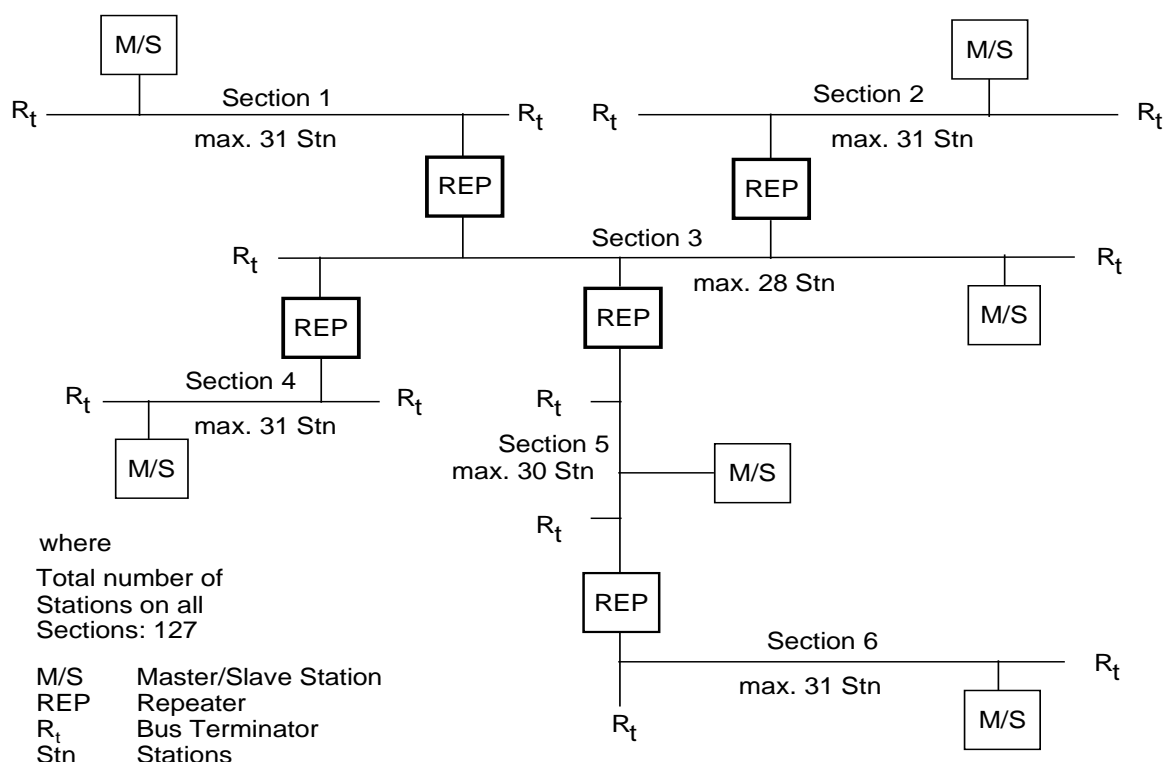 M/S
M/S
Section 1
Section 2
Rt
Rt
Rt
Rt
max. 31 Stn
max. 31 Stn
REP
REP
Section 3
Rt
Rt
max. 28 Stn
REP
REP
M/S
Section 4
Rt
Rt
Rt
max. 31 Stn
Section 5
max. 30 Stn
M/S
M/S
Rt
where
Total number of
Stations on all
Sections: 127
REP
Section 6
Rt
max. 31 Stn
M/S
Rt
M/S Master/Slave Station
REP Repeater
Rt Bus Terminator
Stn Stations